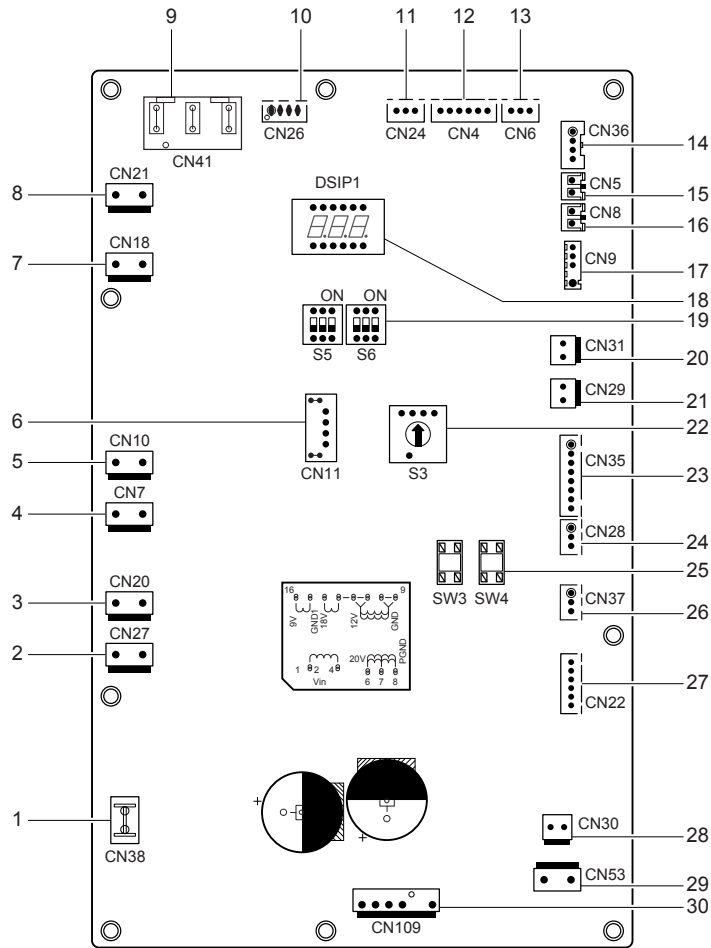 9 10 11 12 13
CN41 CN26 CN24 CN4 CN6 CN36
14
8 CN21 DSIP1 CN5 15
CN8 16
7 CN18 CN9 17
18
ON ON 19
S5 S6 CN31 20
CN29 21
6 22
CN11 S3
5 CN10 CN35 23
4 CN7 CN28 24
25
SW3 SW4
3 CN20 CN37 26
2 CN27 27
CN22
16 9
9V GND1 18V 12V GND
20V PGND
1 2 4 6 7 8
Vin
1 + CN30 28
CN38 + CN53 29
30
CN109